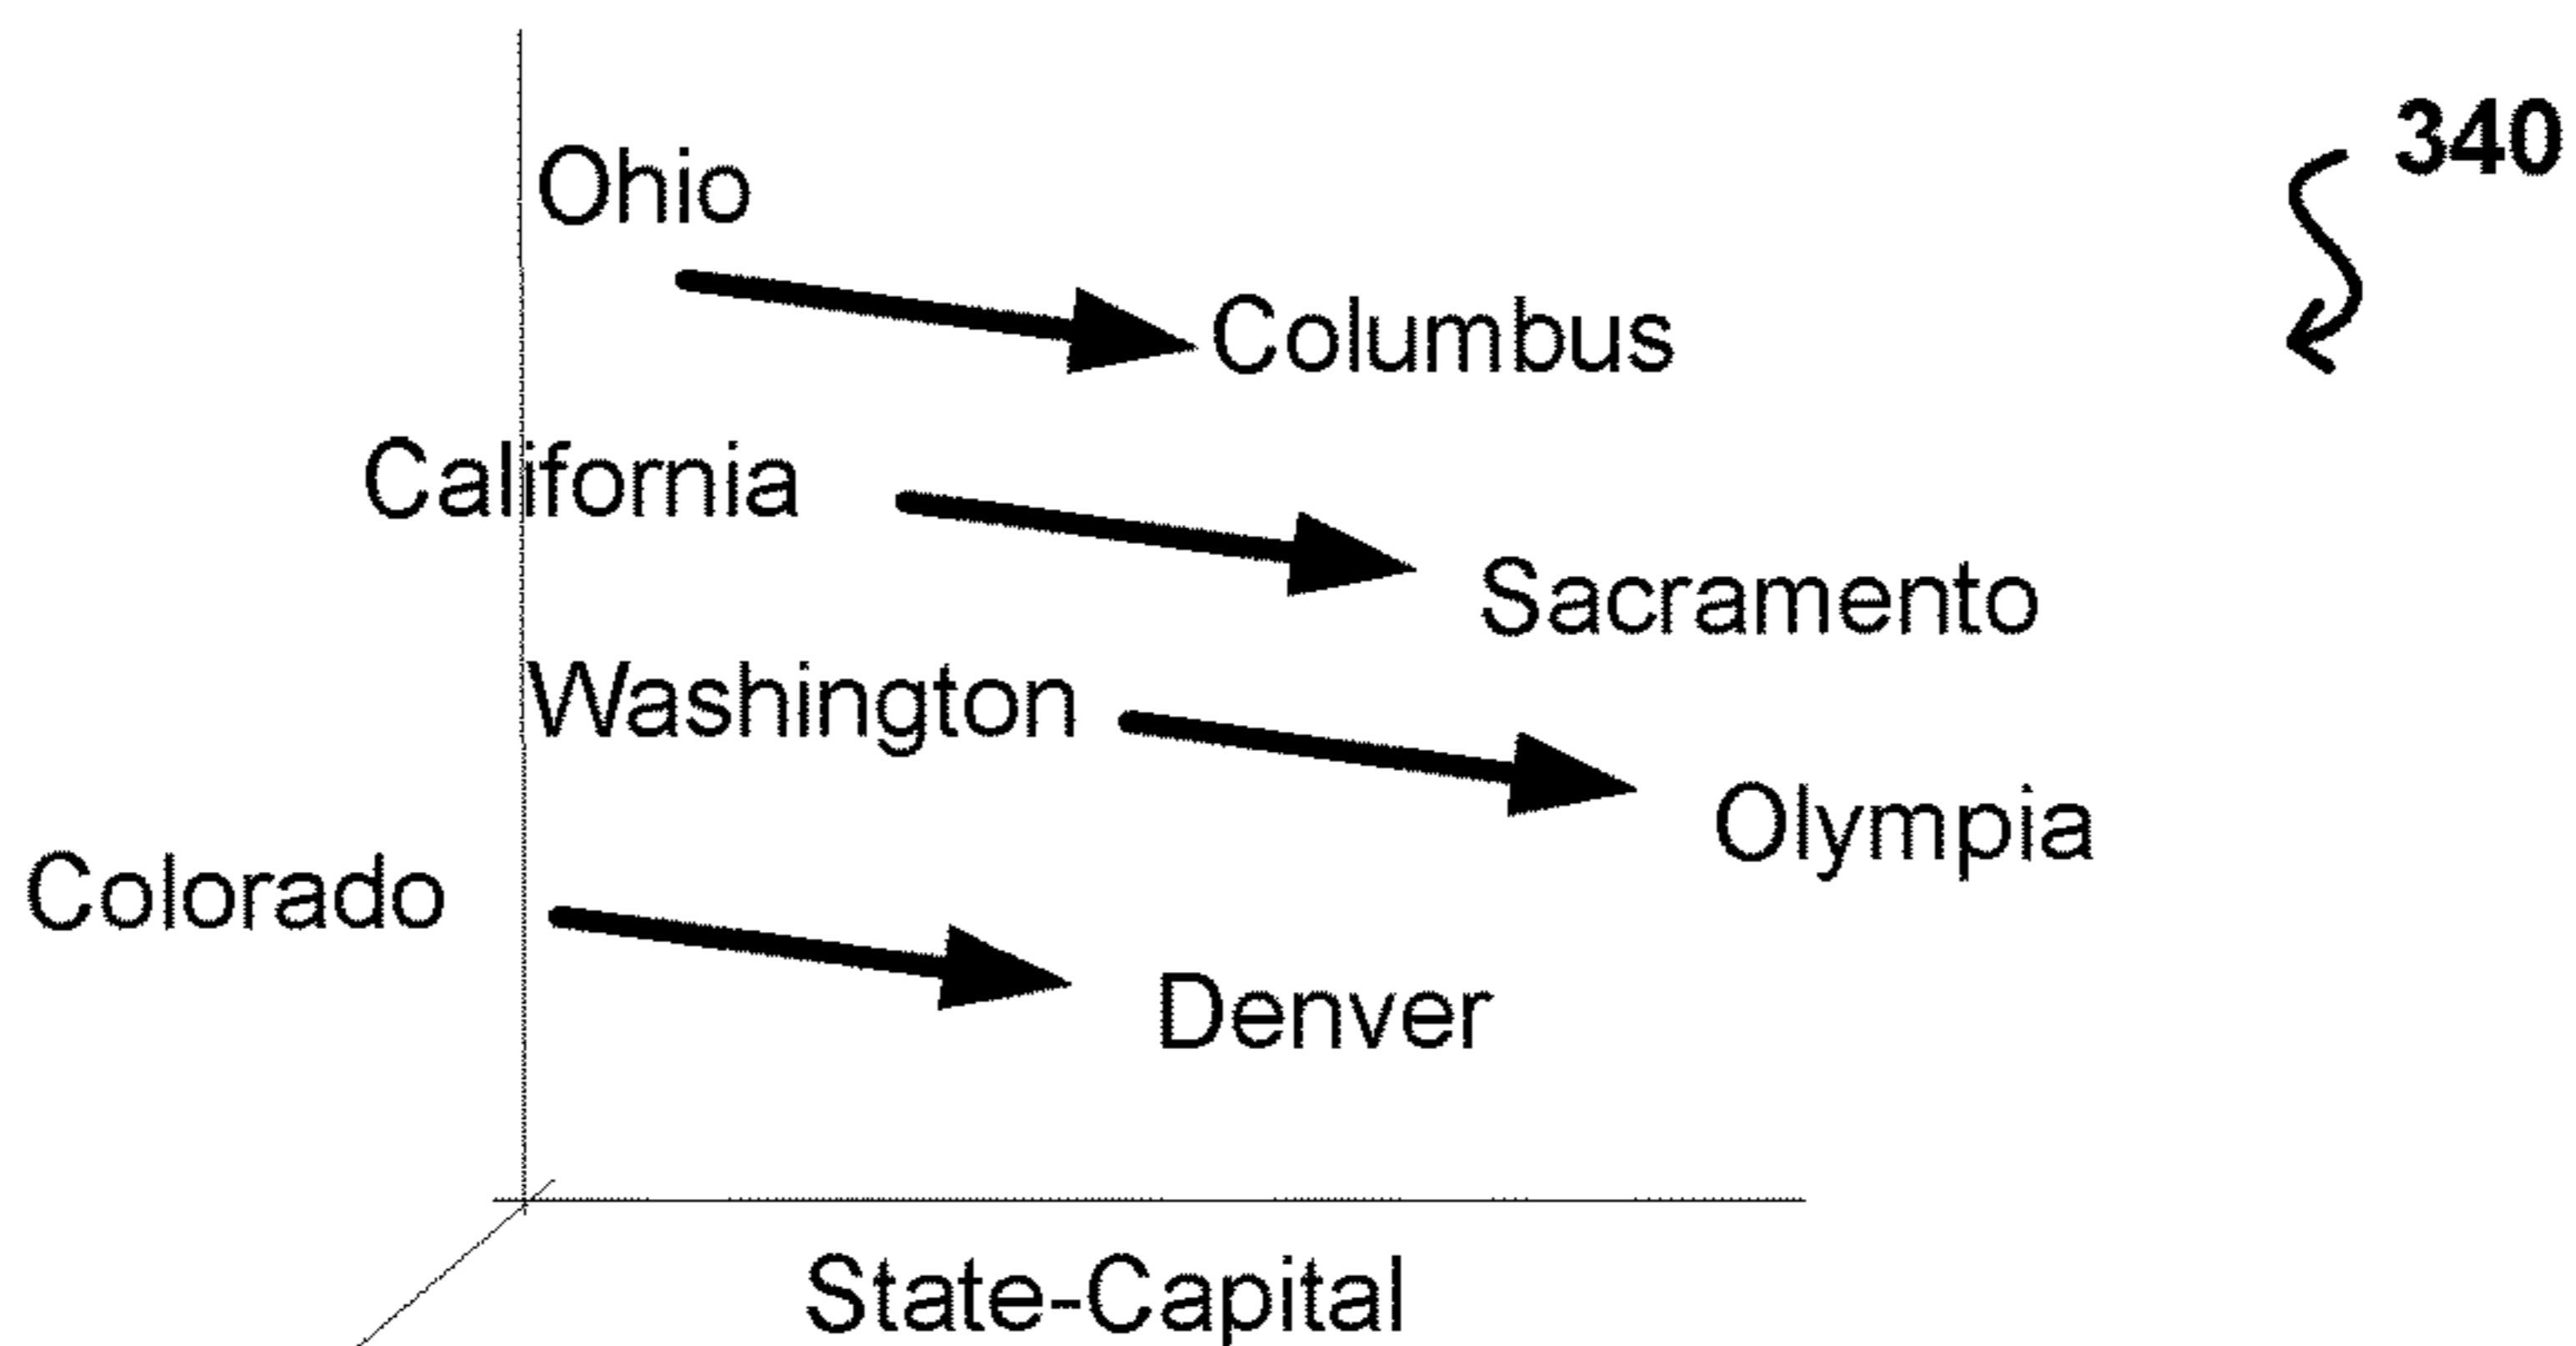 340
Ohio
Columbus
California
Sacramento
Washington
Olympia
Colorado
Denver
State-Capital